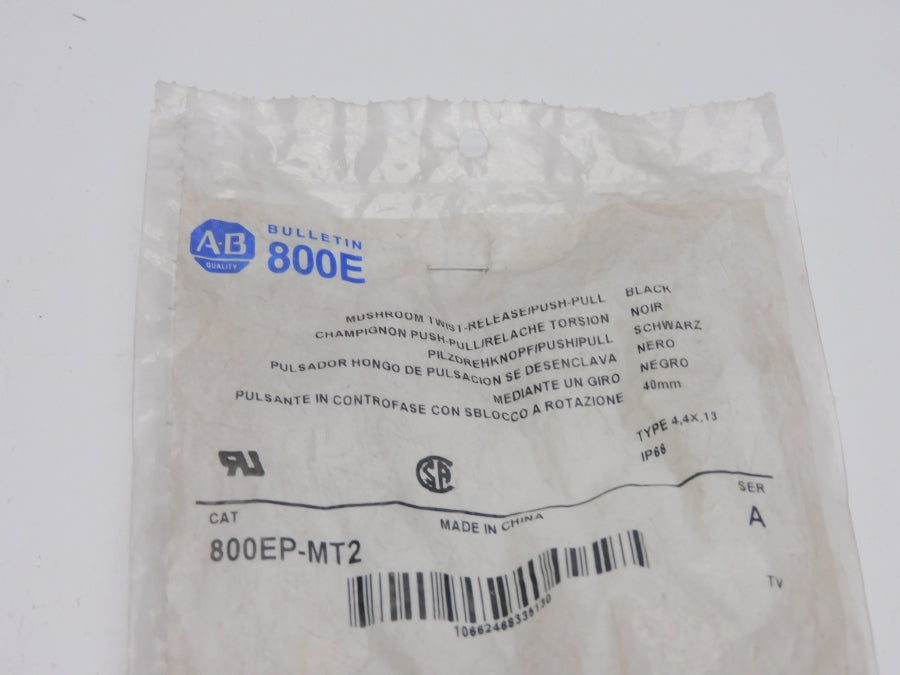 A-B
QUALITY
BULLETIN
800E
MUSHROOM TWIST-RELEASE/PUSH-PULL BLACK
CHAMPIGNON PUSH-PULL/RELACHE TORSION NOIR
PILZDREHKNOPF/PUSH/PULL SCHWARZ
PULSADOR HONGO DE PULSACION SE DESENCLAVA NERO
MEDIANTE UN GIRO NEGRO
PULSANTE IN CONTROFASE CON SBLOCCO A ROTAZIONE 40mm
TYPE 4,4X,13
IP66
UR
SA
SER
CAT
MADE IN CHINA
A
800EP-MT2
TV